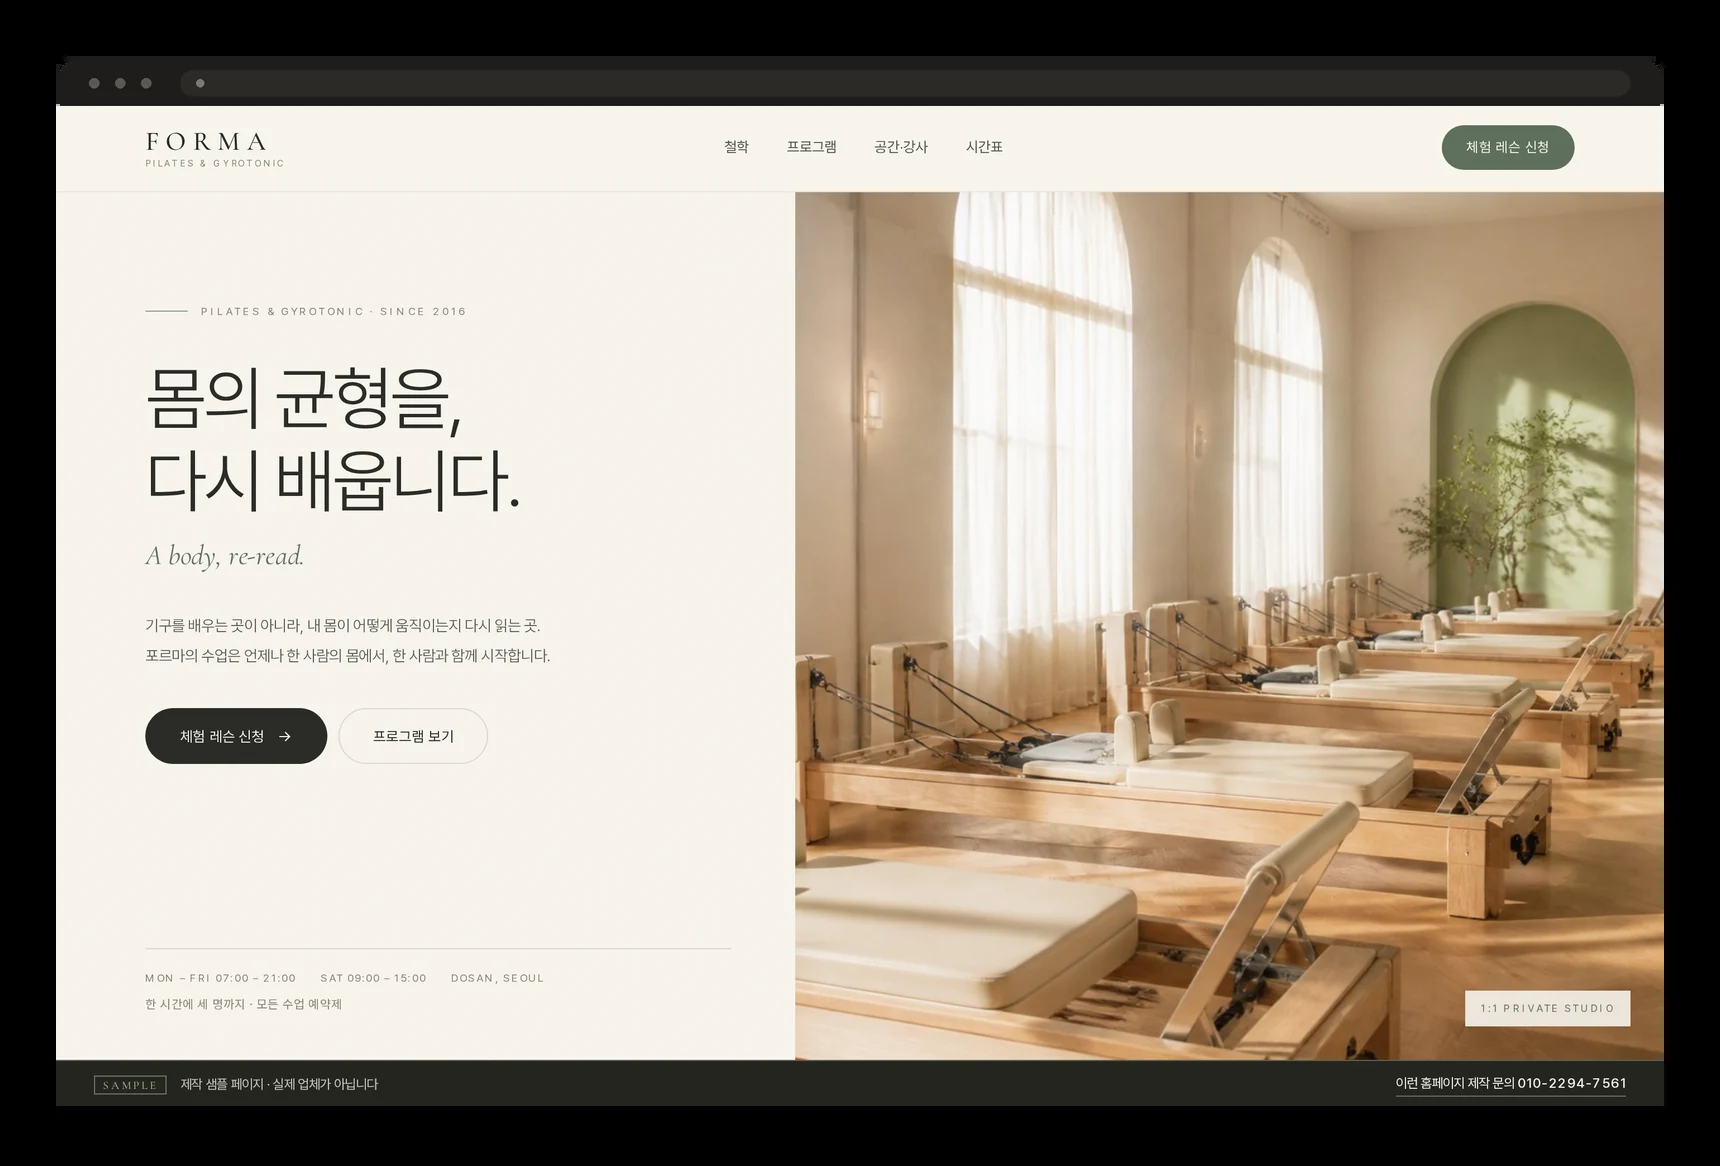 FORMA
PILATES & GYROTONIC
철학
프로그램
공간·강사
시간표
체험 레슨 신청
PILATES & GYROTONIC · SINCE 2016
몸의 균형을,
다시 배웁니다.
A body, re-read.
기구를 배우는 곳이 아니라, 내 몸이 어떻게 움직이는지 다시 읽는 곳.
포르마의 수업은 언제나 한 사람의 몸에서, 한 사람과 함께 시작합니다.
체험 레슨 신청 →
프로그램 보기
MON – FRI 07:00 – 21:00 SAT 09:00 – 15:00 DOSAN, SEOUL
한 시간에 세 명까지 · 모든 수업 예약제
1:1 PRIVATE STUDIO
SAMPLE 제작 샘플 페이지 · 실제 업체가 아닙니다
이런 홈페이지 제작 문의 010-2294-7561